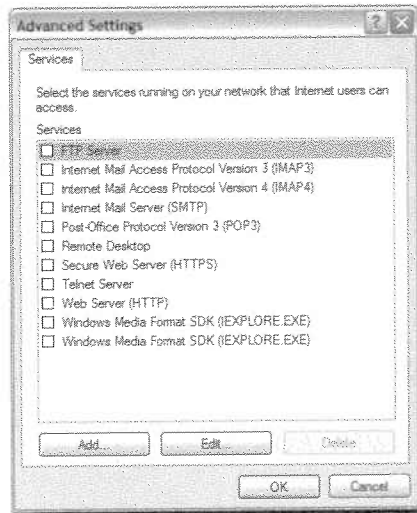 Advanced Settings
Services
Select the services running on your network that Internet users can
access.
Services
FTP Server
Internet Mail Access Protocol Version 3 (IMAP3)
Internet Mail Access Protocol Version 4 (IMAP4)
Internet Mail Server (SMTP)
Post-Office Protocol Version 3 (POP3)
Remote Desktop
Secure Web Server (HTTPS)
Telnet Server
Web Server (HTTP)
Windows Media Format SDK (IEXPLORE.EXE)
Windows Media Format SDK (IEXPLORE.EXE)
Add... Edit... Delete
OK Cancel